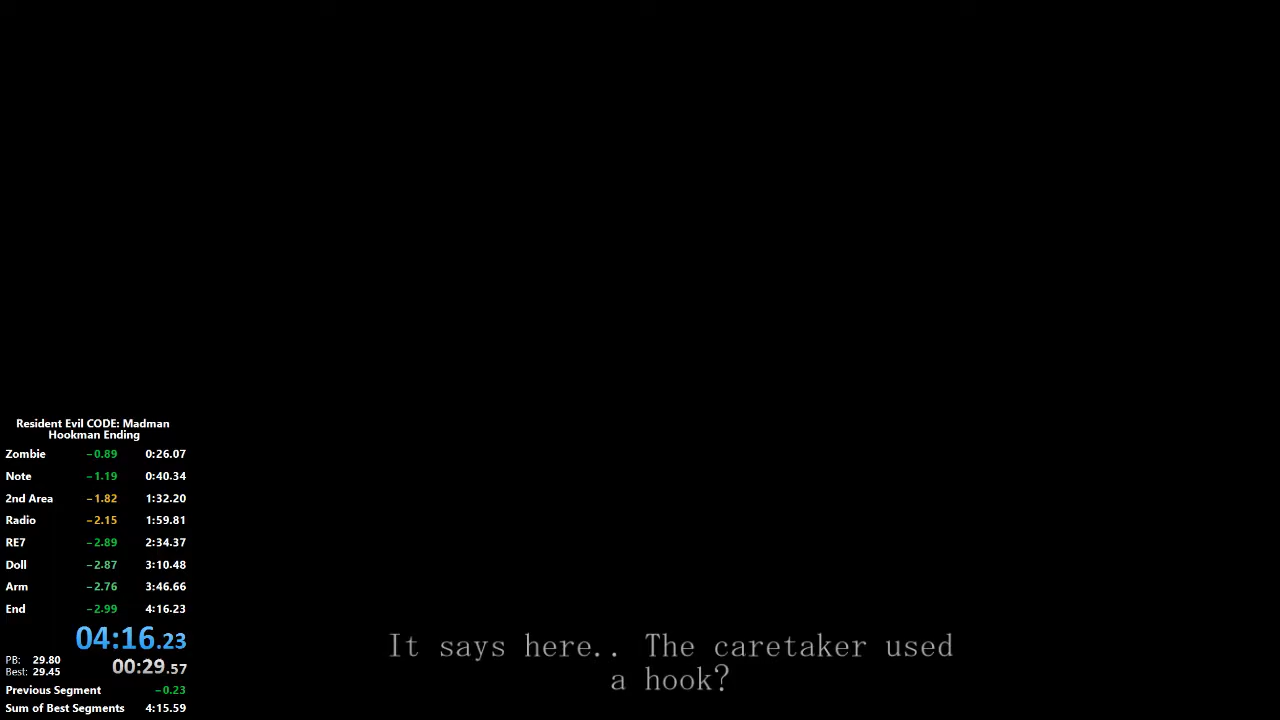 Resident Evil CODE: Madman
Hookman Ending
Zombie -0.89 0:26.07
Note -1.19 0:40.34
2nd Area -1.82 1:32.20
Radio -2.15 1:59.81
RE7 -2.89 2:34.37
Doll -2.87 3:10.48
Arm -2.76 3:46.66
End -2.99 4:16.23
04:16.23
PB: 29.80
Best: 29.45
00:29.57
Previous Segment -0.23
Sum of Best Segments 4:15.59
It says here.. The caretaker used
a hook?